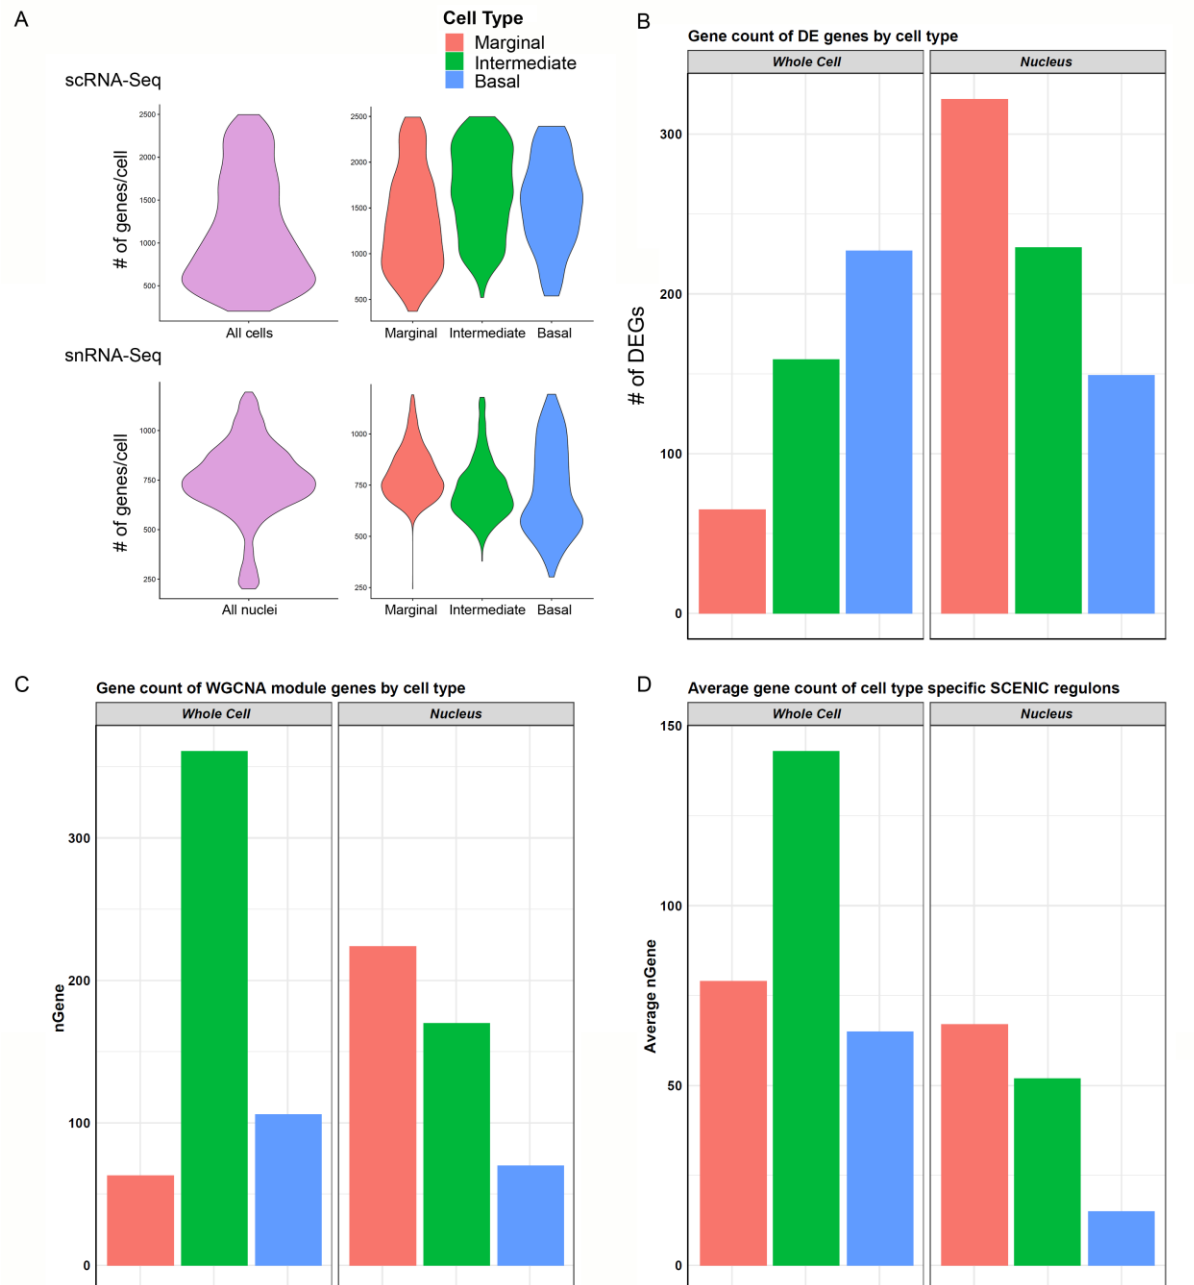 A
Cell Type
Marginal
Intermediate
Basal
scRNA-Seq
# of genes/cell
2500
2000
1500
1000
500
All cells
2500
2000
1500
1000
500
Marginal Intermediate Basal
snRNA-Seq
# of genes/cell
1000
750
500
250
All nuclei
1000
750
500
250
Marginal Intermediate Basal
B
Gene count of DE genes by cell type
Whole Cell Nucleus
# of DEGs
300
200
100
0
C
Gene count of WGCNA module genes by cell type
Whole Cell Nucleus
nGene
300
200
100
0
D
Average gene count of cell type specific SCENIC regulons
Whole Cell Nucleus
Average nGene
150
100
50
0